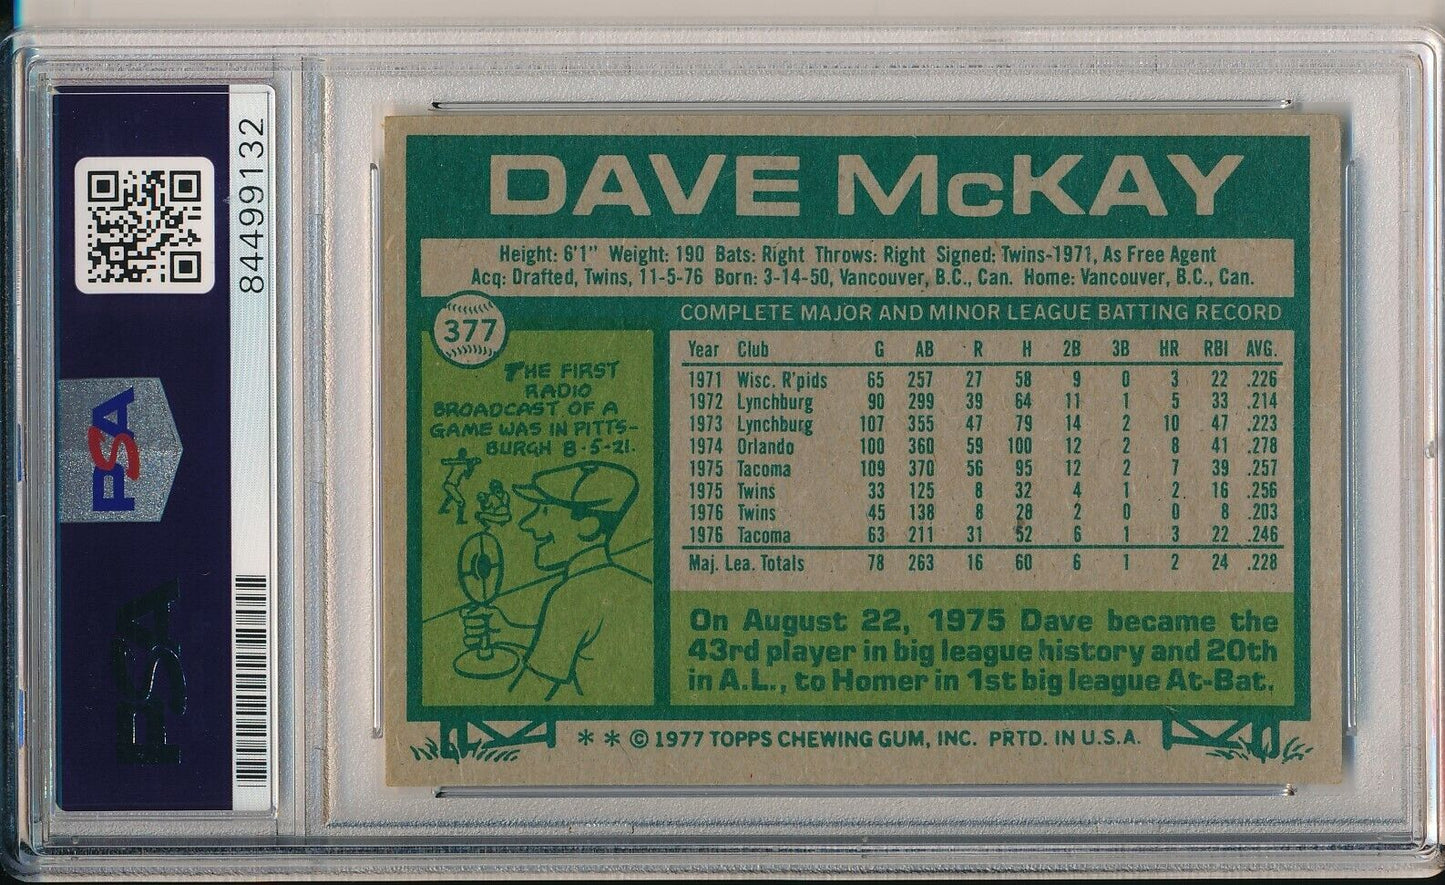 PSA
PSA
84499132
DAVE McKAY
Height: 6'1" Weight: 190 Bats: Right Throws: Right Signed: Twins-1971, As Free Agent
Acq: Drafted, Twins, 11-5-76 Born: 3-14-50, Vancouver, B.C., Can. Home: Vancouver, B.C., Can.
377
THE FIRST
RADIO
BROADCAST OF A
GAME WAS IN PITTS-
BURGH 8-5-21.
COMPLETE MAJOR AND MINOR LEAGUE BATTING RECORD
Year Club G AB R H 2B 3B HR RBI AVG.
1971 Wisc. R'pids 65 257 27 58 9 0 3 22 .226
1972 Lynchburg 90 299 39 64 11 1 5 33 .214
1973 Lynchburg 107 355 47 79 14 2 10 47 .223
1974 Orlando 100 360 59 100 12 2 8 41 .278
1975 Tacoma 109 370 56 95 12 2 7 39 .257
1975 Twins 33 125 8 32 4 1 2 16 .256
1976 Twins 45 138 8 28 2 0 0 8 .203
1976 Tacoma 63 211 31 52 6 1 3 22 .246
Maj. Lea. Totals 78 263 16 60 6 1 2 24 .228
On August 22, 1975 Dave became the
43rd player in big league history and 20th
in A.L., to Homer in 1st big league At-Bat.
* * © 1977 TOPPS CHEWING GUM, INC. PRTD. IN U.S.A.